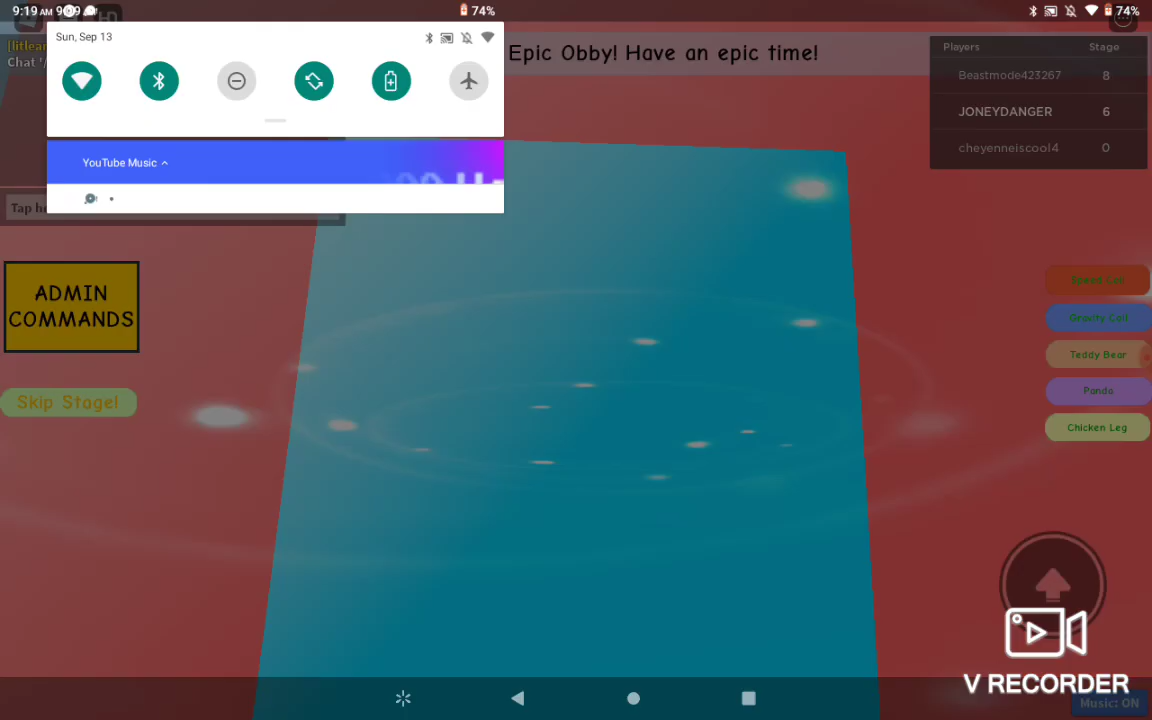 9:19 AM
74%
74%
Sun, Sep 13
YouTube Music
Chat '/
Epic Obby! Have an epic time!
Players Stage
Beastmode423267 8
JONEYDANGER 6
cheyenneiscool4 0
ADMIN
COMMANDS
Skip Stage!
Speed Coil
Gravity Coil
Teddy Bear
Panda
Chicken Leg
V RECORDER
Music: ON